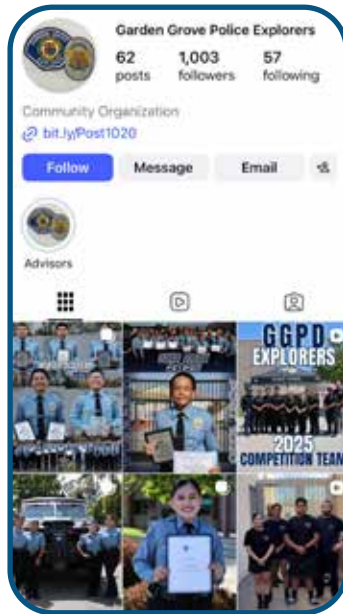 Garden Grove Police Explorers
62 1,003 57
posts followers following
Community Organization
bit.ly/Post1020
Follow Message Email
Advisors
GGPD
EXPLORERS
2025
COMPETITION TEAM